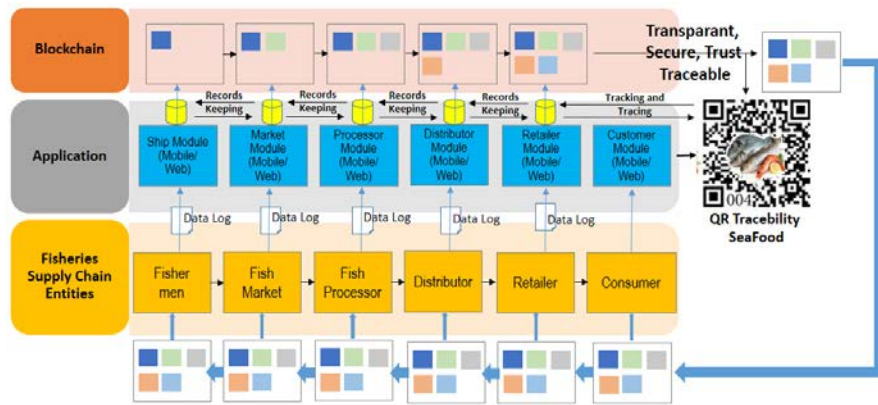 Blockchain
Transparant,
Secure, Trust
Traceable
Records
Keeping
Records
Keeping
Records
Keeping
Records
Keeping
Tracking and
Tracing
Application
Ship Module
(Mobile/
Web)
Market
Module
(Mobile/
Web)
Processor
Module
(Mobile/
Web)
Distributor
Module
(Mobile/
Web)
Retailer
Module
(Mobile/
Web)
Customer
Module
(Mobile/
Web)
004
QR Tracebility
SeaFood
Data Log
Data Log
Data Log
Data Log
Data Log
Fisheries
Supply Chain
Entities
Fisher
men
Fish
Market
Fish
Processor
Distributor
Retailer
Consumer